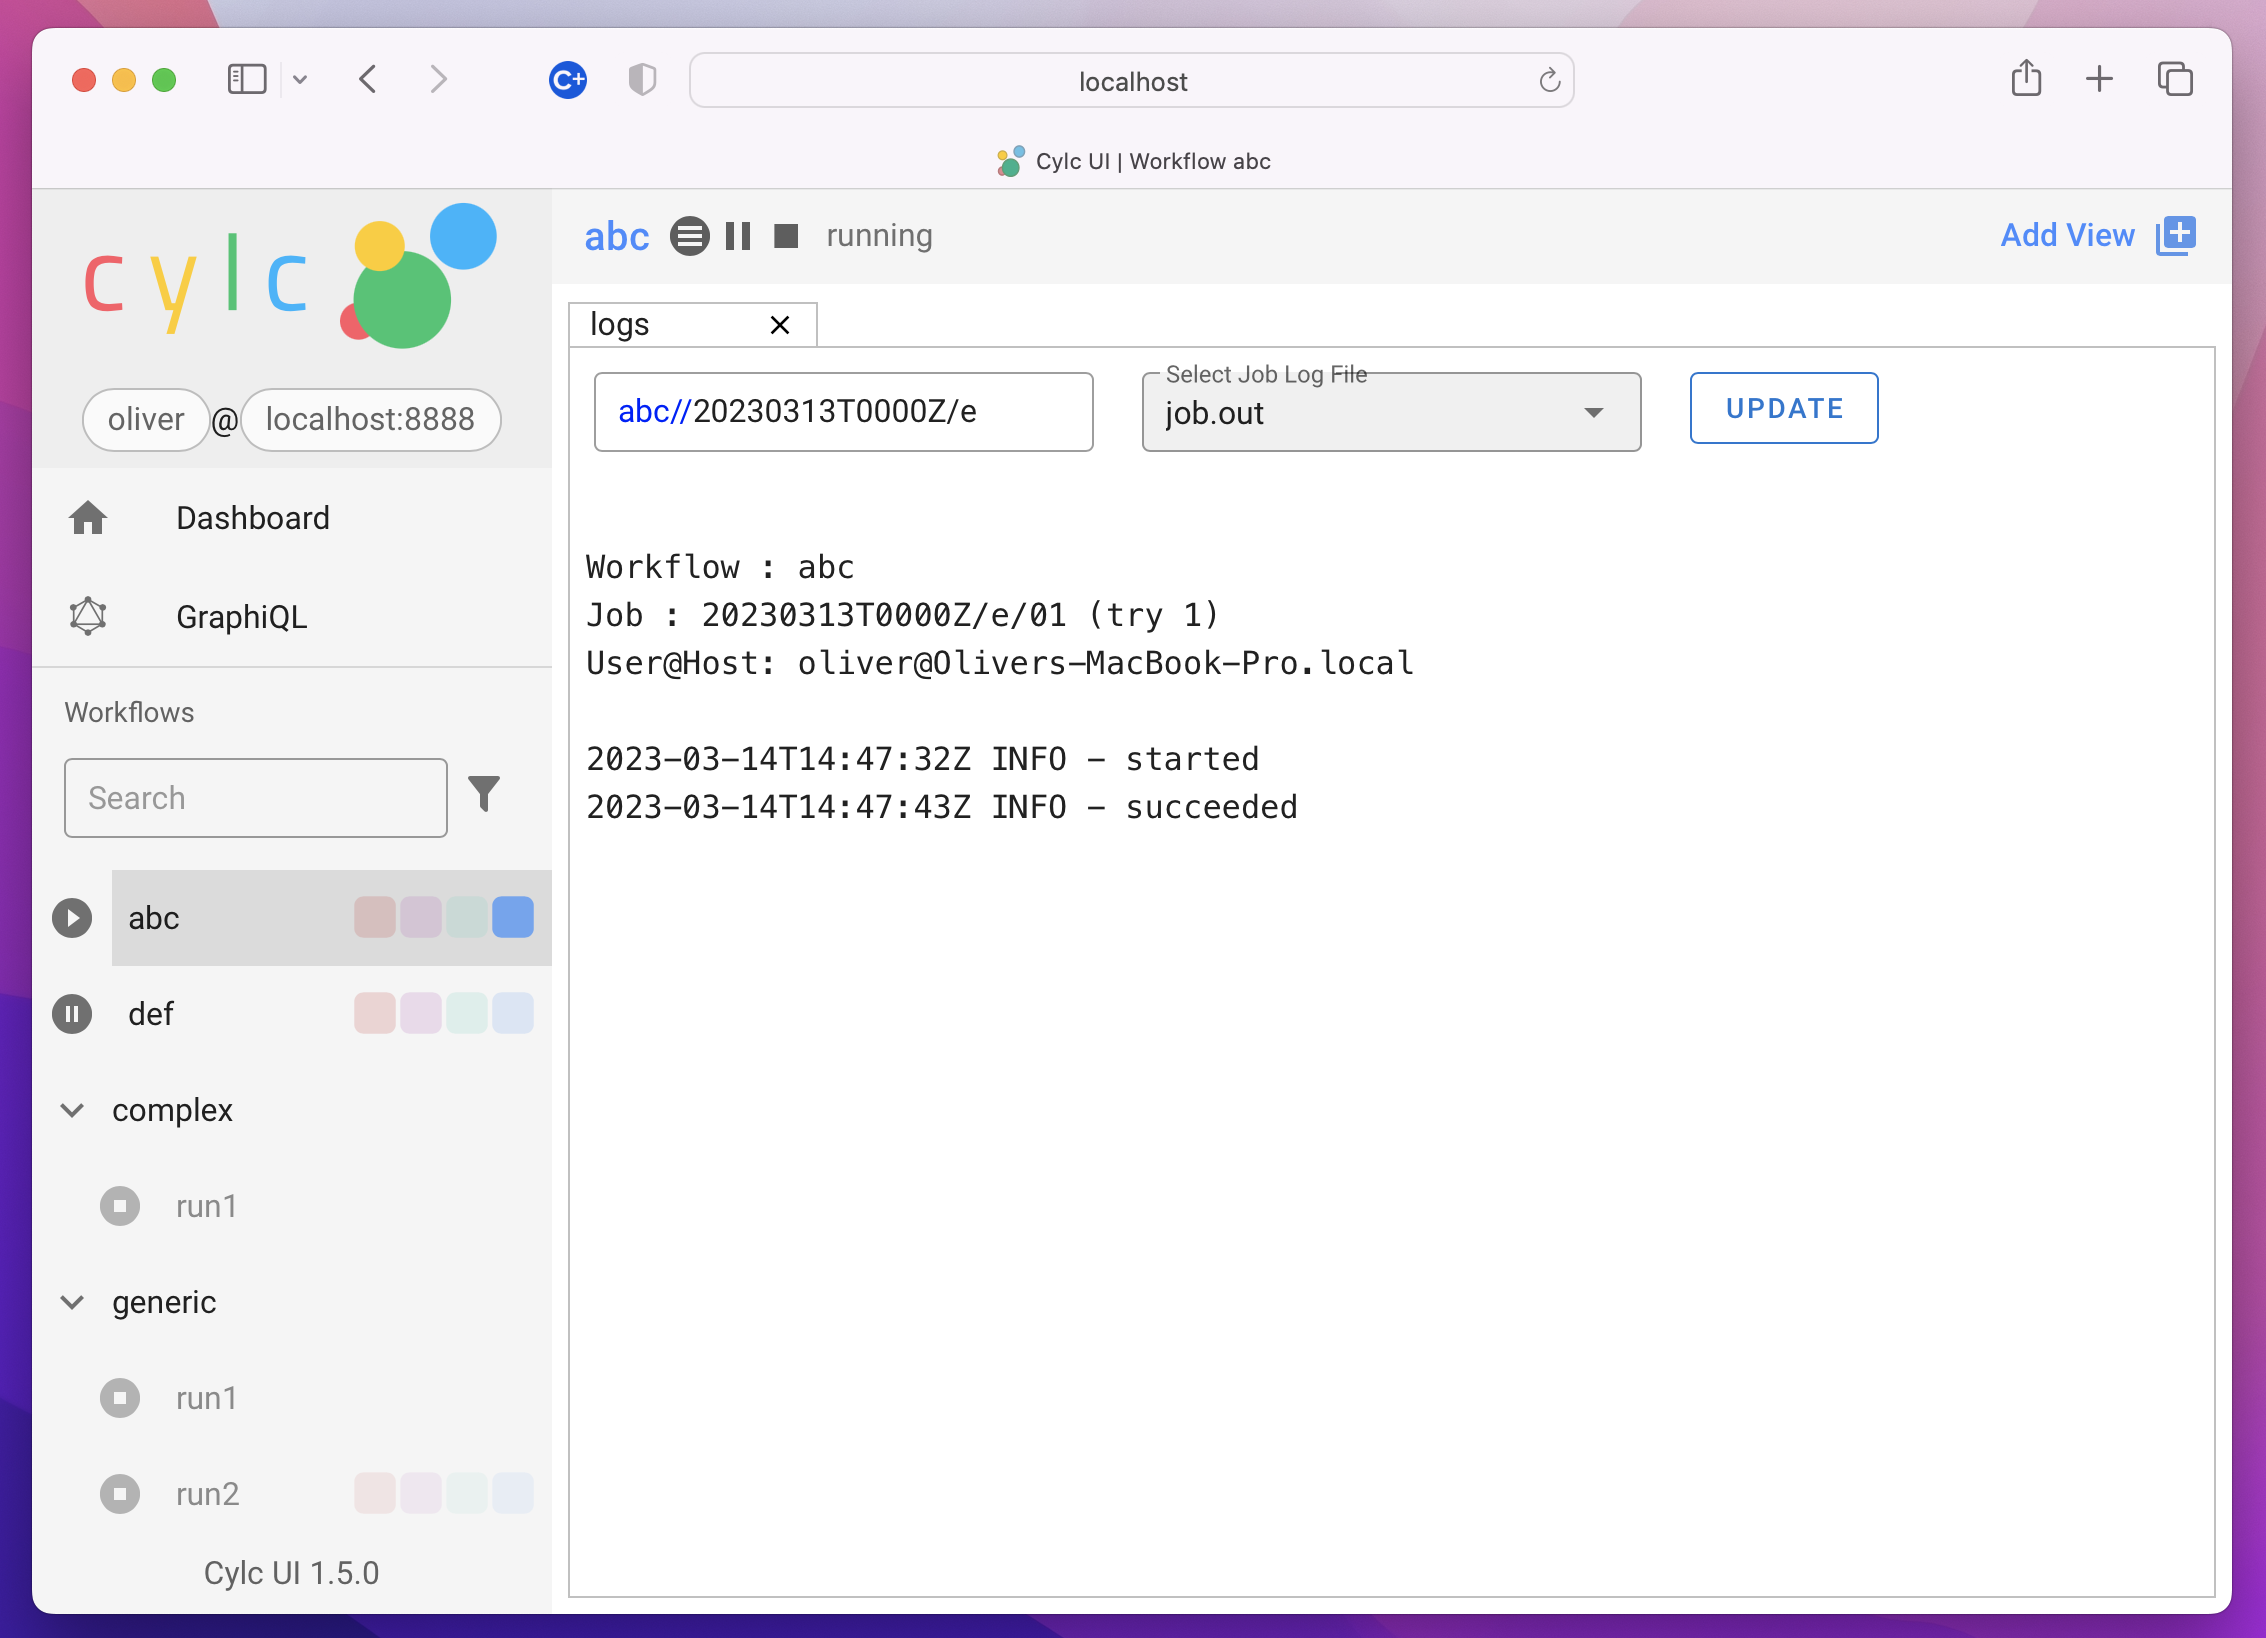 localhost
Cylc UI | Workflow abc
cylc
oliver @ localhost:8888
Dashboard
GraphiQL
Workflows
Search
abc
def
complex
run1
generic
run1
run2
Cylc UI 1.5.0
abc running
Add View
logs
abc//20230313T0000Z/e
Select Job Log File
job.out
UPDATE
Workflow : abc
Job : 20230313T0000Z/e/01 (try 1)
User@Host: oliver@Olivers-MacBook-Pro.local
2023-03-14T14:47:32Z INFO - started
2023-03-14T14:47:43Z INFO - succeeded